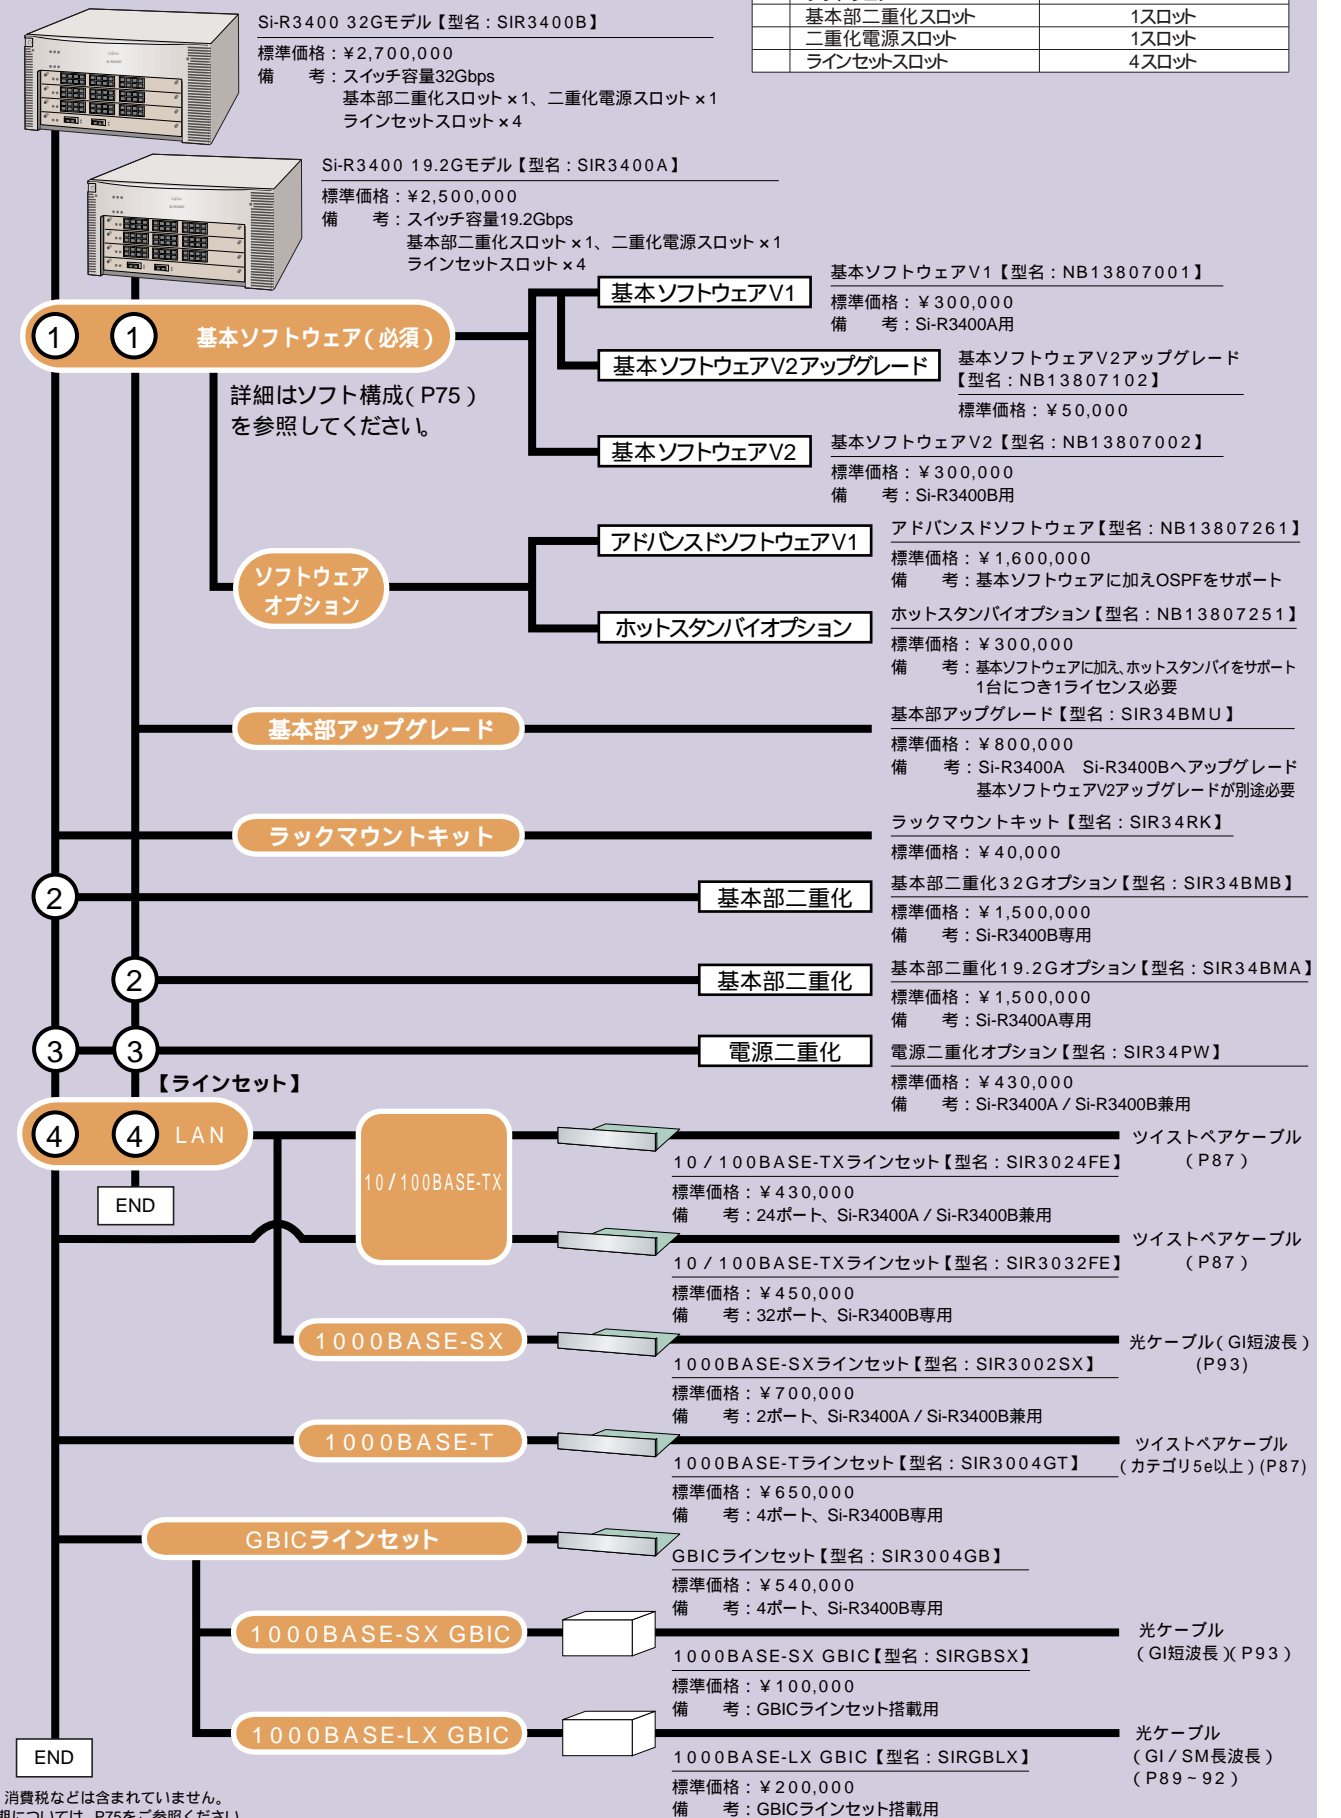 Si-R3400 32Gモデル【型名：SIR3400B】
標準価格：￥2,700,000
備　考：スイッチ容量32Gbps
基本部二重化スロット×1、二重化電源スロット×1
ラインセットスロット×4
基本部二重化スロット 1スロット
二重化電源スロット 1スロット
ラインセットスロット 4スロット
Si-R3400 19.2Gモデル【型名：SIR3400A】
標準価格：￥2,500,000
備　考：スイッチ容量19.2Gbps
基本部二重化スロット×1、二重化電源スロット×1
ラインセットスロット×4
1 1 基本ソフトウェア(必須)
詳細はソフト構成(P75)
を参照してください。
基本ソフトウェアV1
基本ソフトウェアV1【型名：NB13807001】
標準価格：￥300,000
備　考：Si-R3400A用
基本ソフトウェアV2アップグレード
基本ソフトウェアV2アップグレード
【型名：NB13807102】
標準価格：￥50,000
基本ソフトウェアV2
基本ソフトウェアV2【型名：NB13807002】
標準価格：￥300,000
備　考：Si-R3400B用
ソフトウェア
オプション
アドバンスドソフトウェアV1
アドバンスドソフトウェア【型名：NB13807261】
標準価格：￥1,600,000
備　考：基本ソフトウェアに加えOSPFをサポート
ホットスタンバイオプション
ホットスタンバイオプション【型名：NB13807251】
標準価格：￥300,000
備　考：基本ソフトウェアに加え、ホットスタンバイをサポート
1台につき1ライセンス必要
基本部アップグレード
基本部アップグレード【型名：SIR34BMU】
標準価格：￥800,000
備　考：Si-R3400A　Si-R3400Bへアップグレード
基本ソフトウェアV2アップグレードが別途必要
ラックマウントキット
ラックマウントキット【型名：SIR34RK】
標準価格：￥40,000
2
基本部二重化
基本部二重化32Gオプション【型名：SIR34BMB】
標準価格：￥1,500,000
備　考：Si-R3400B専用
2
基本部二重化
基本部二重化19.2Gオプション【型名：SIR34BMA】
標準価格：￥1,500,000
備　考：Si-R3400A専用
3 3
電源二重化
電源二重化オプション【型名：SIR34PW】
標準価格：￥430,000
備　考：Si-R3400A / Si-R3400B兼用
【ラインセット】
4 4 LAN
END
10/100BASE-TX
10/100BASE-TXラインセット【型名：SIR3024FE】
標準価格：￥430,000
備　考：24ポート、Si-R3400A / Si-R3400B兼用
ツイストペアケーブル
(P87)
10/100BASE-TXラインセット【型名：SIR3032FE】
標準価格：￥450,000
備　考：32ポート、Si-R3400B専用
ツイストペアケーブル
(P87)
1000BASE-SX
1000BASE-SXラインセット【型名：SIR3002SX】
標準価格：￥700,000
備　考：2ポート、Si-R3400A / Si-R3400B兼用
光ケーブル(GI短波長)
(P93)
1000BASE-T
1000BASE-Tラインセット【型名：SIR3004GT】
標準価格：￥650,000
備　考：4ポート、Si-R3400B専用
ツイストペアケーブル
(カテゴリ5e以上)(P87)
GBICラインセット
GBICラインセット【型名：SIR3004GB】
標準価格：￥540,000
備　考：4ポート、Si-R3400B専用
1000BASE-SX GBIC
1000BASE-SX GBIC【型名：SIRGBSX】
標準価格：￥100,000
備　考：GBICラインセット搭載用
光ケーブル
(GI短波長)(P93)
1000BASE-LX GBIC
1000BASE-LX GBIC【型名：SIRGBLX】
標準価格：￥200,000
備　考：GBICラインセット搭載用
光ケーブル
(GI/SM長波長)
(P89~92)
END
消費税などは含まれていません。
期については、P75をご参照ください